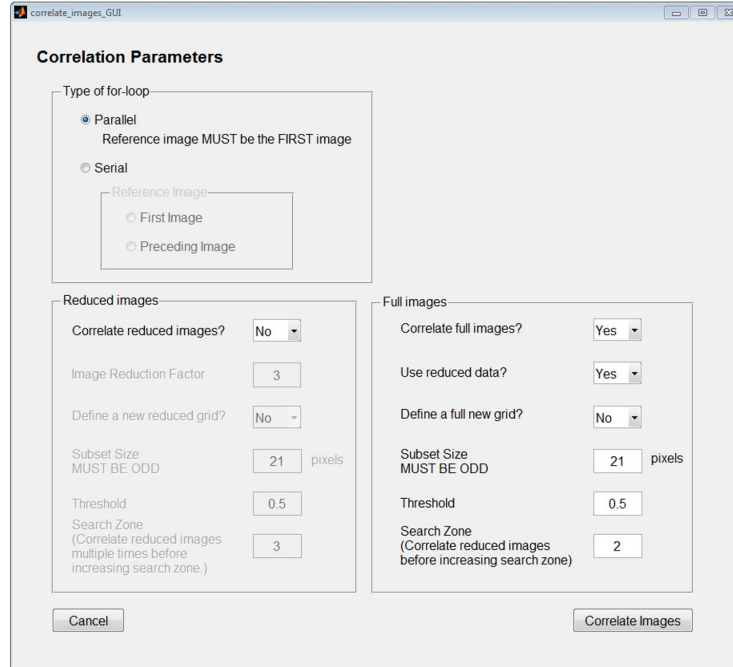 correlate_images_GUI
Correlation Parameters
Type of for-loop
Parallel
Reference image MUST be the FIRST image
Serial
Reference Image
First Image
Preceding Image
Reduced images
Correlate reduced images? No
Image Reduction Factor 3
Define a new reduced grid? No
Subset Size
MUST BE ODD
21 pixels
Threshold 0.5
Search Zone
(Correlate reduced images
multiple times before
increasing search zone.)
3
Full images
Correlate full images? Yes
Use reduced data? Yes
Define a full new grid? No
Subset Size
MUST BE ODD
21 pixels
Threshold 0.5
Search Zone
(Correlate reduced images
before increasing search zone)
2
Cancel
Correlate Images